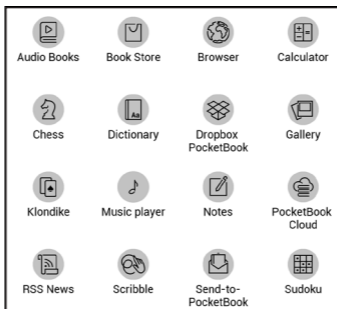 Audio Books
Book Store
Browser
Calculator
Aa
Chess
Dictionary
Dropbox
PocketBook
Gallery
Klondike
Music player
Notes
PocketBook
Cloud
RSS News
Scribble
Send-to-
PocketBook
Sudoku